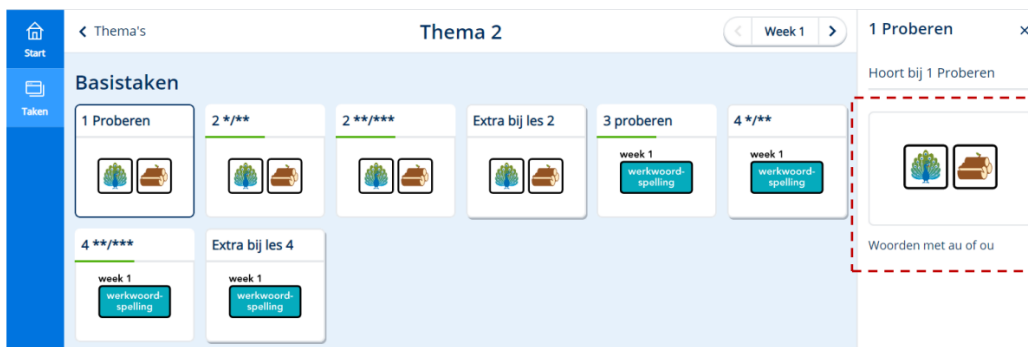 Start
Taken
Thema's
Thema 2
Week 1
Basistaken
1 Proberen
2 */**
2 **/***
Extra bij les 2
3 proberen
week 1
werkwoord-
spelling
4 */**
week 1
werkwoord-
spelling
4 **/***
week 1
werkwoord-
spelling
Extra bij les 4
week 1
werkwoord-
spelling
1 Proberen
Hoort bij 1 Proberen
Woorden met au of ou